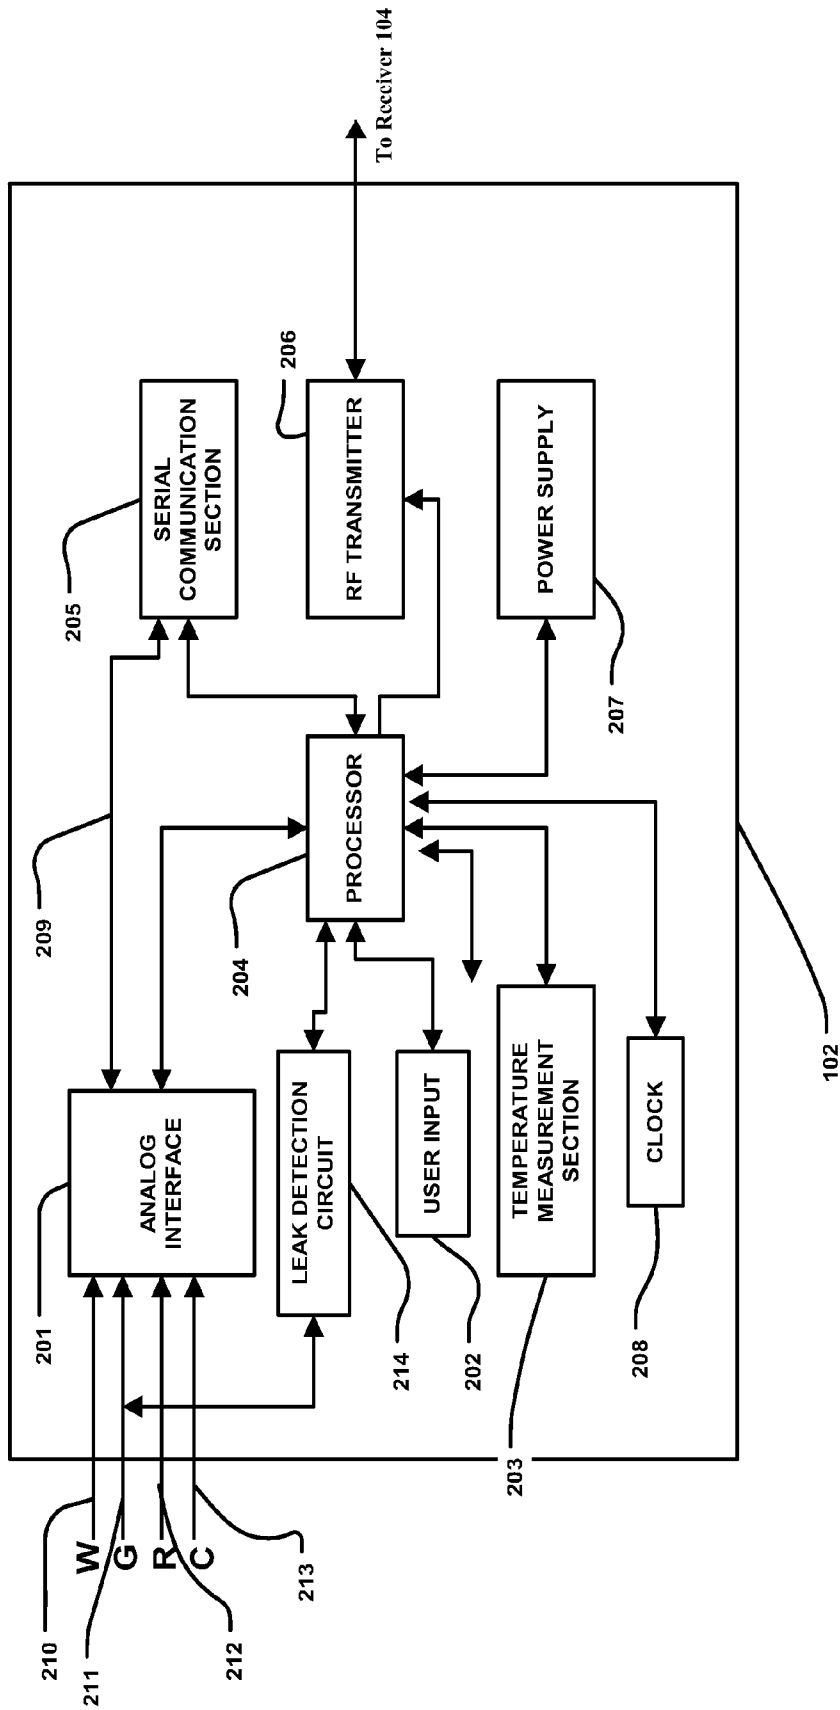 210
W
211
G
R
212
C
213
201
ANALOG
INTERFACE
209
205
SERIAL
COMMUNICATION
SECTION
LEAK DETECTION
CIRCUIT
214
204
PROCESSOR
206
RF TRANSMITTER
To Receiver 104
USER INPUT
202
TEMPERATURE
MEASUREMENT
SECTION
203
POWER SUPPLY
207
CLOCK
208
102